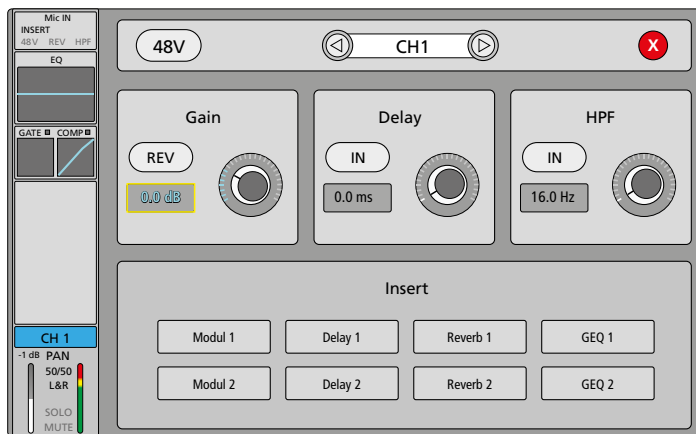 Mic IN
INSERT
48V REV HPF
EQ
GATE COMP
CH 1
-1 dB PAN
50/50
L&R
SOLO
MUTE
48V
CH1
X
Gain
REV
0.0 dB
Delay
IN
0.0 ms
HPF
IN
16.0 Hz
Insert
Modul 1 Delay 1 Reverb 1 GEQ 1
Modul 2 Delay 2 Reverb 2 GEQ 2